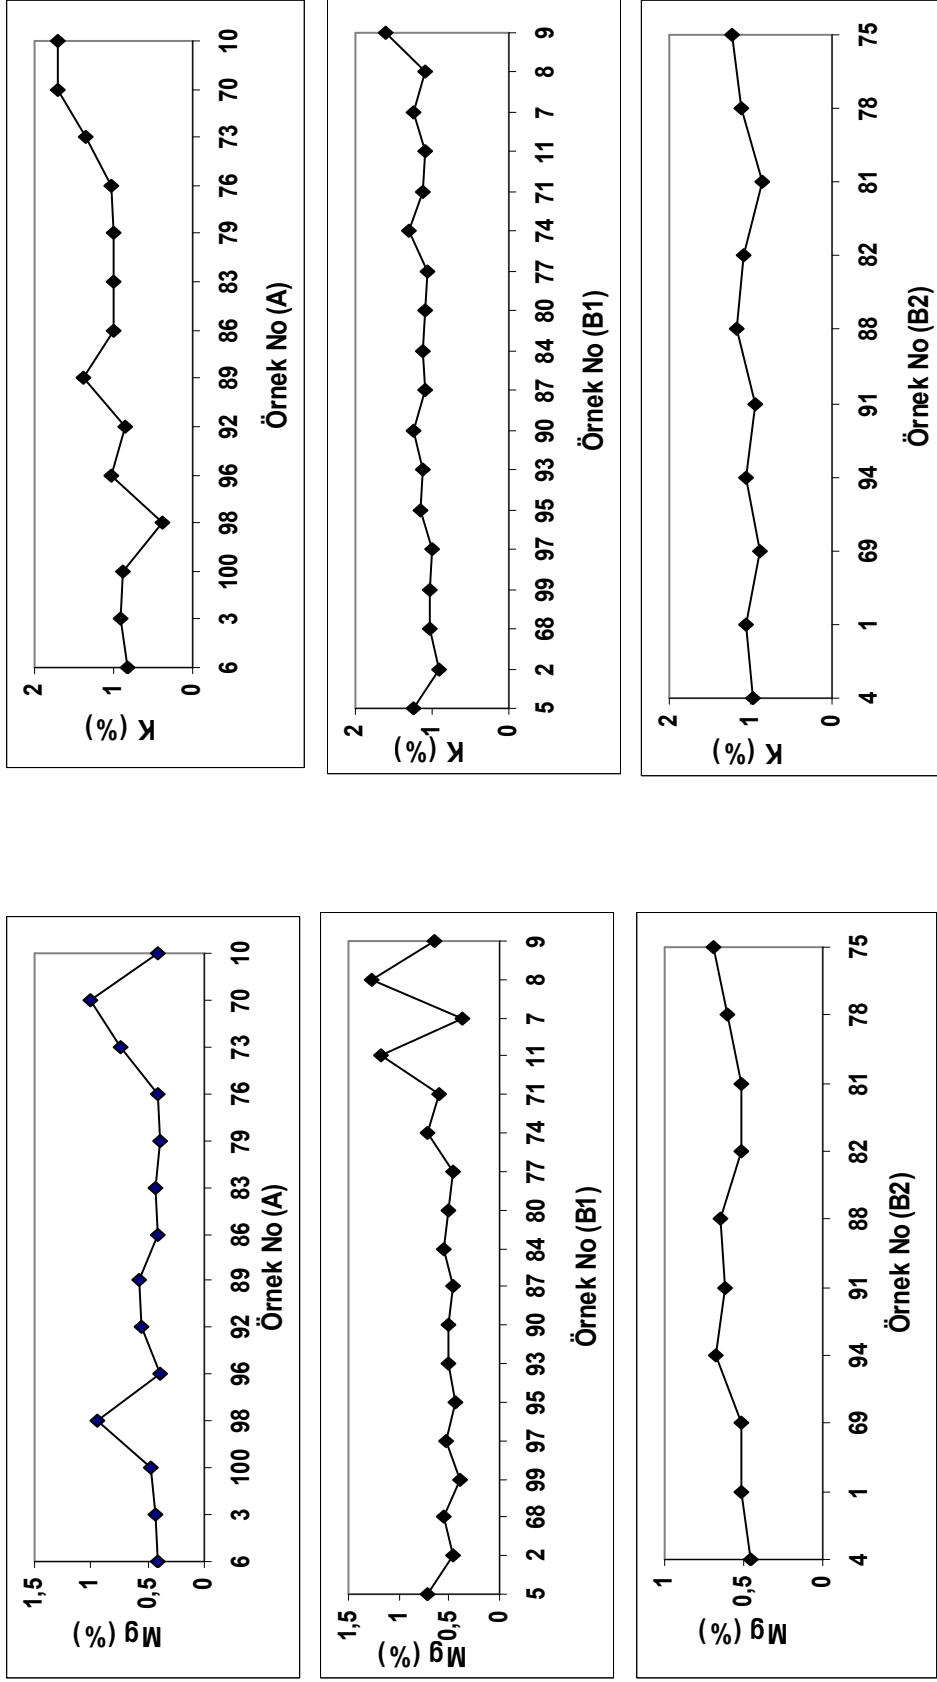 Mg (%)
1,5
1
0,5
0
6 3 100 98 96 92 89 86 83 79 76 73 70 10
Örnek No (A)
K (%)
2
1
0
6 3 100 98 96 92 89 86 83 79 76 73 70 10
Örnek No (A)
Mg (%)
1,5
1
0,5
0
5 2 68 99 97 95 93 90 87 84 80 77 74 71 11 7 8 9
Örnek No (B1)
K (%)
2
1
0
5 2 68 99 97 95 93 90 87 84 80 77 74 71 11 7 8 9
Örnek No (B1)
Mg (%)
1
0,5
0
4 1 69 94 91 88 82 81 78 75
Örnek No (B2)
K (%)
2
1
0
4 1 69 94 91 88 82 81 78 75
Örnek No (B2)